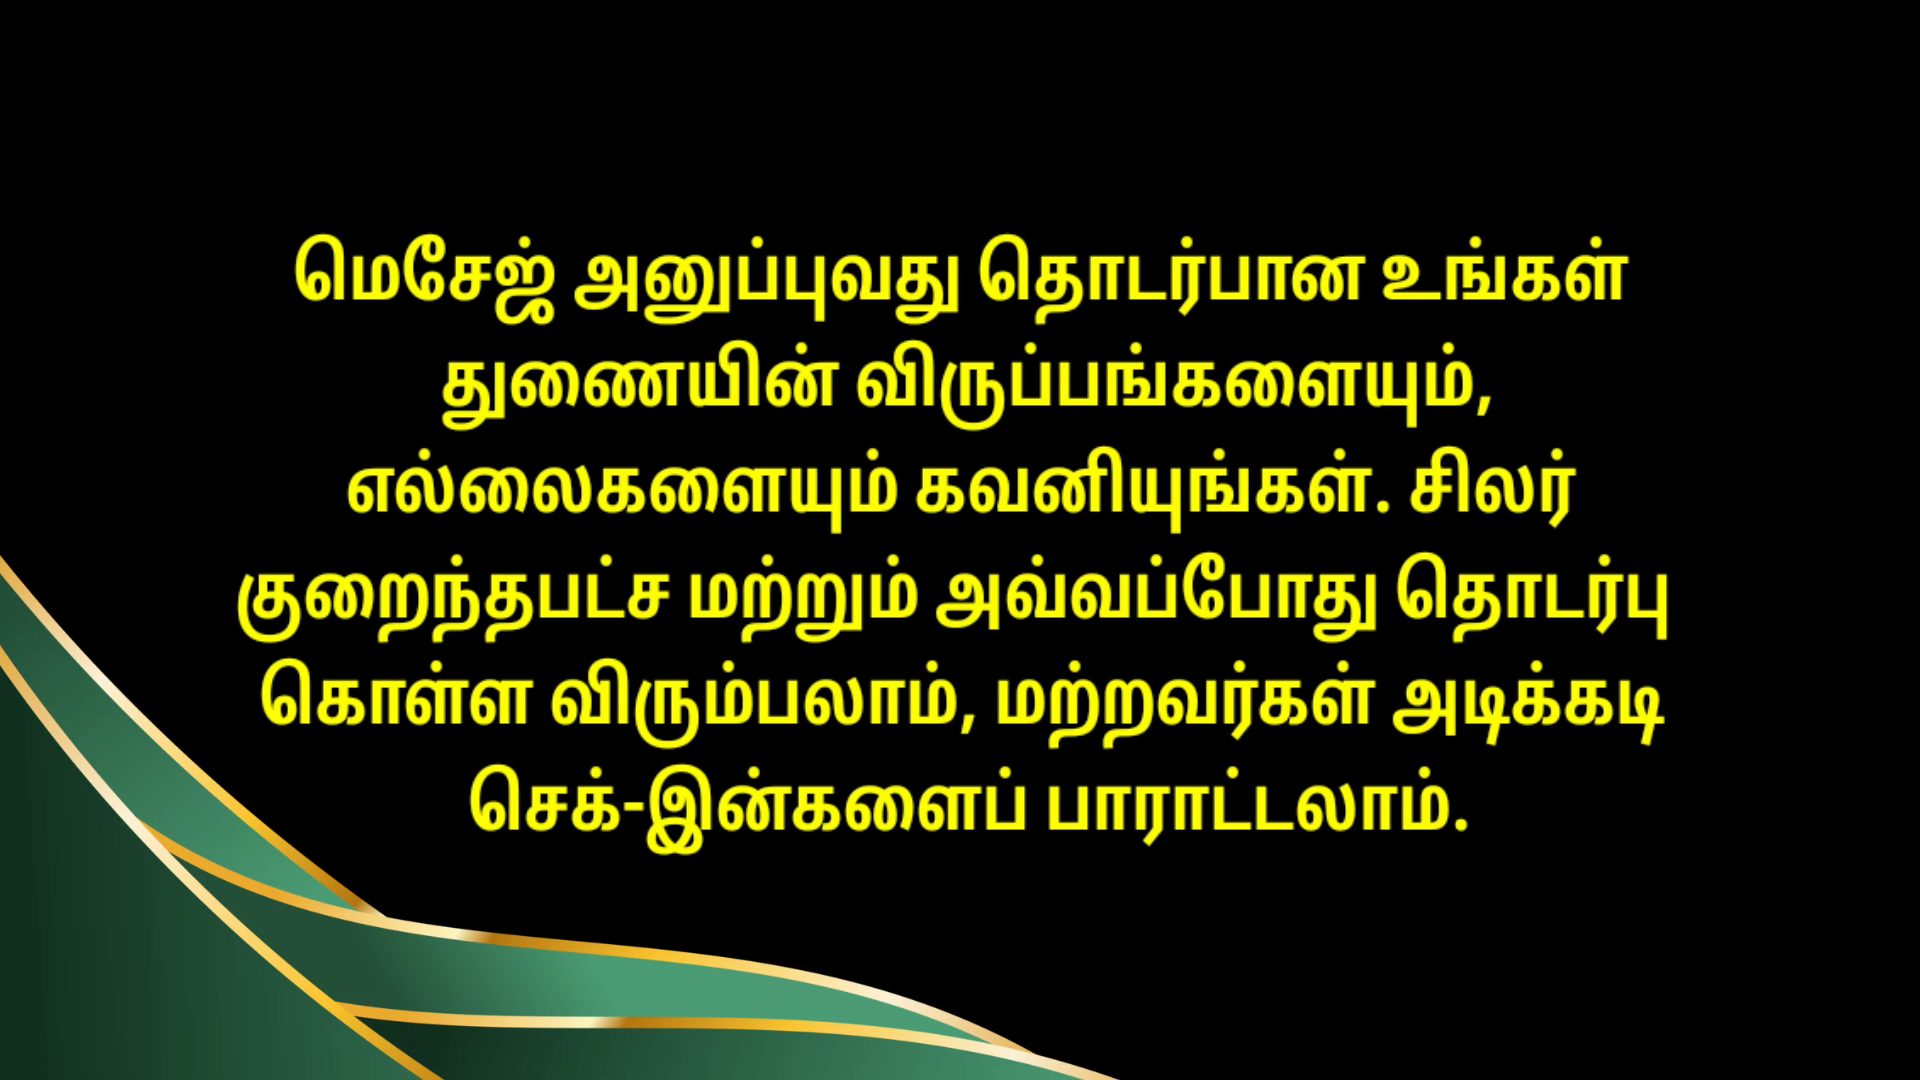 மெசேஜ் அனுப்புவது தொடர்பான உங்கள்
துணையின் விருப்பங்களையும்,
எல்லைகளையும் கவனியுங்கள். சிலர்
குறைந்தபட்ச மற்றும் அவ்வப்போது தொடர்பு
கொள்ள விரும்பலாம், மற்றவர்கள் அடிக்கடி
செக்-இன்களைப் பாராட்டலாம்.